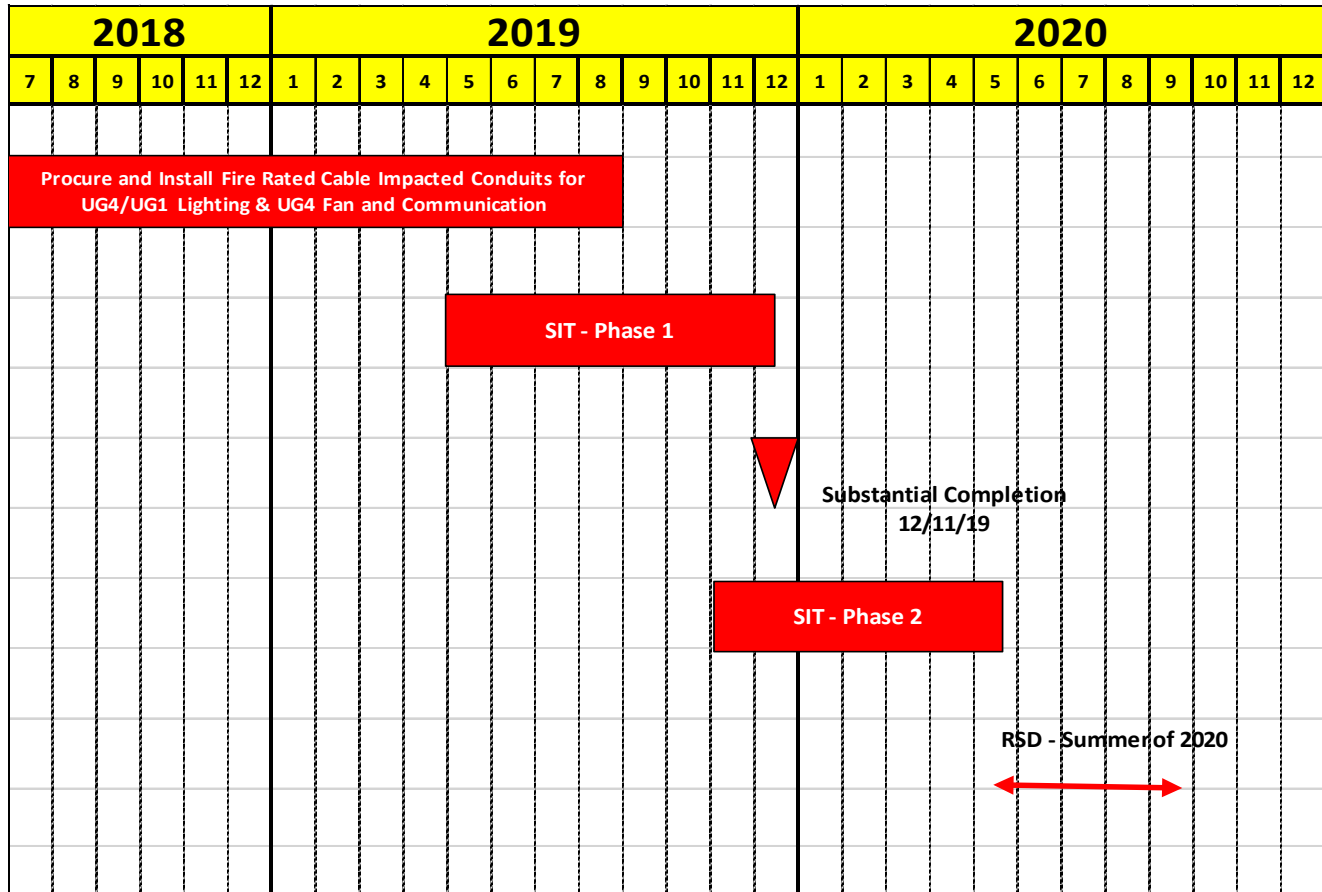 2018 2019 2020
7 8 9 10 11 12 1 2 3 4 5 6 7 8 9 10 11 12 1 2 3 4 5 6 7 8 9 10 11 12
Procure and Install Fire Rated Cable Impacted Conduits for
UG4/UG1 Lighting & UG4 Fan and Communication
SIT - Phase 1
Substantial Completion
12/11/19
SIT - Phase 2
RSD - Summer of 2020